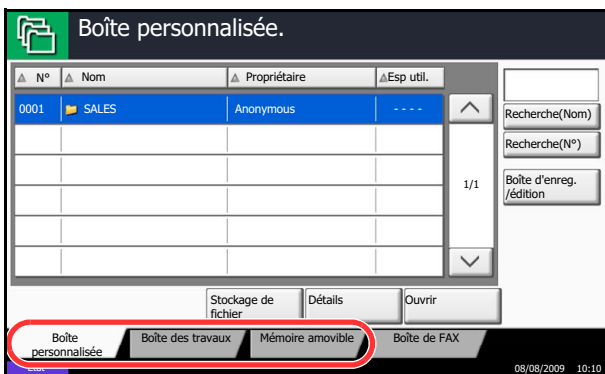 Boîte personnalisée.
N° Nom Propriétaire Esp util.
0001 SALES Anonymous - - - -
Recherche(Nom)
Recherche(N°)
1/1
Boîte d'enreg.
/édition
Stockage de
fichier
Détails
Ouvrir
Boîte
personnalisée
Boîte des travaux
Mémoire amovible
Boîte de FAX
État
08/08/2009 10:10